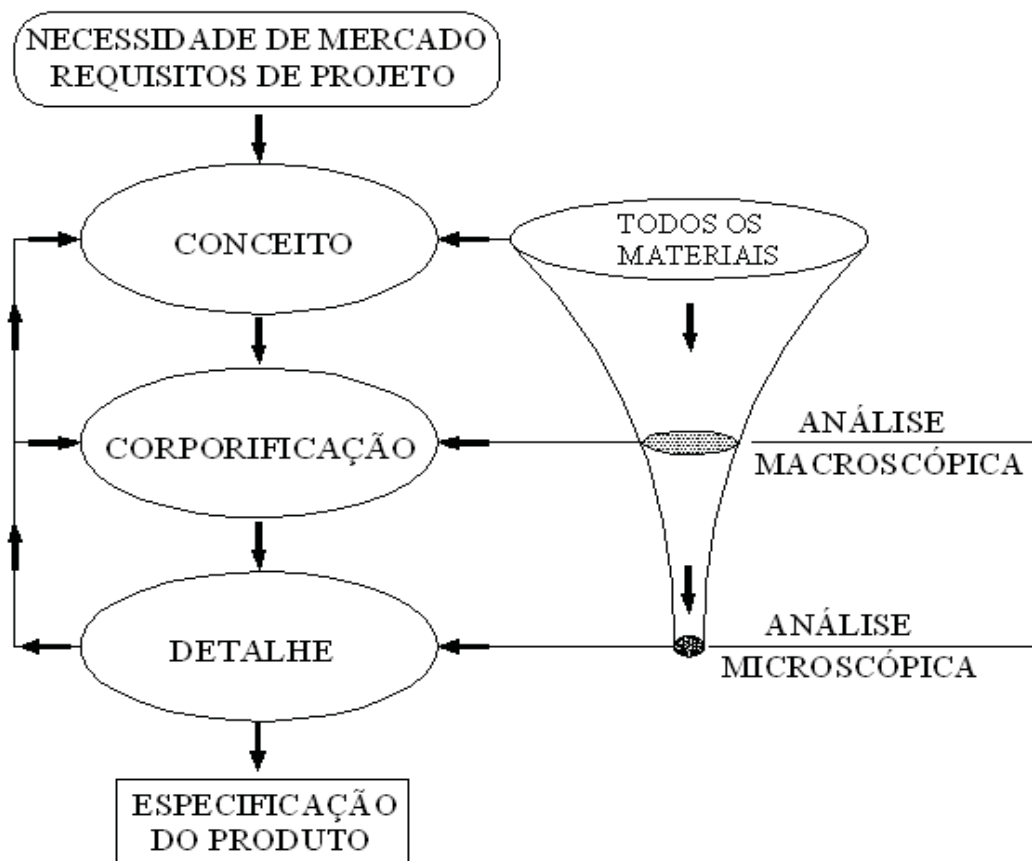 NECESSIDADE DE MERCADO
REQUISITOS DE PROJETO
CONCEITO
TODOS OS
MATERIAIS
CORPORIFICAÇÃO
ANÁLISE
MACROSCÓPICA
DETALHE
ANÁLISE
MICROSCÓPICA
ESPECIFICAÇÃO
DO PRODUTO